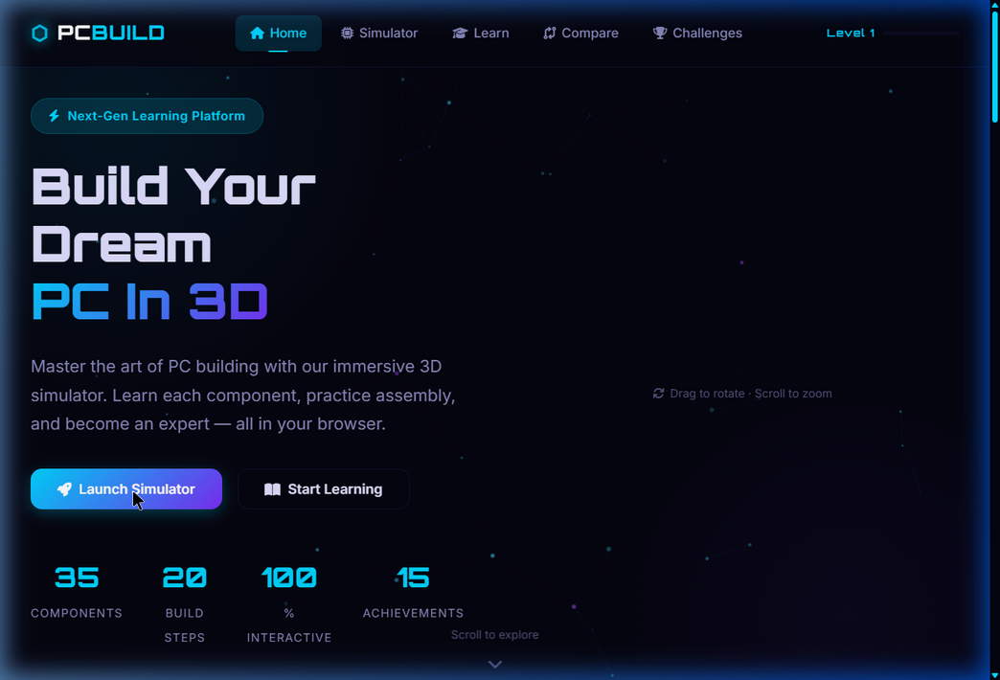 PCBUILD
Home
Simulator
Learn
Compare
Challenges
Level 1
Next-Gen Learning Platform
Build Your
Dream
PC In 3D
Master the art of PC building with our immersive 3D
simulator. Learn each component, practice assembly,
and become an expert — all in your browser.
Drag to rotate · Scroll to zoom
Launch Simulator
Start Learning
35
COMPONENTS
20
BUILD
STEPS
100
%
INTERACTIVE
15
ACHIEVEMENTS
Scroll to explore